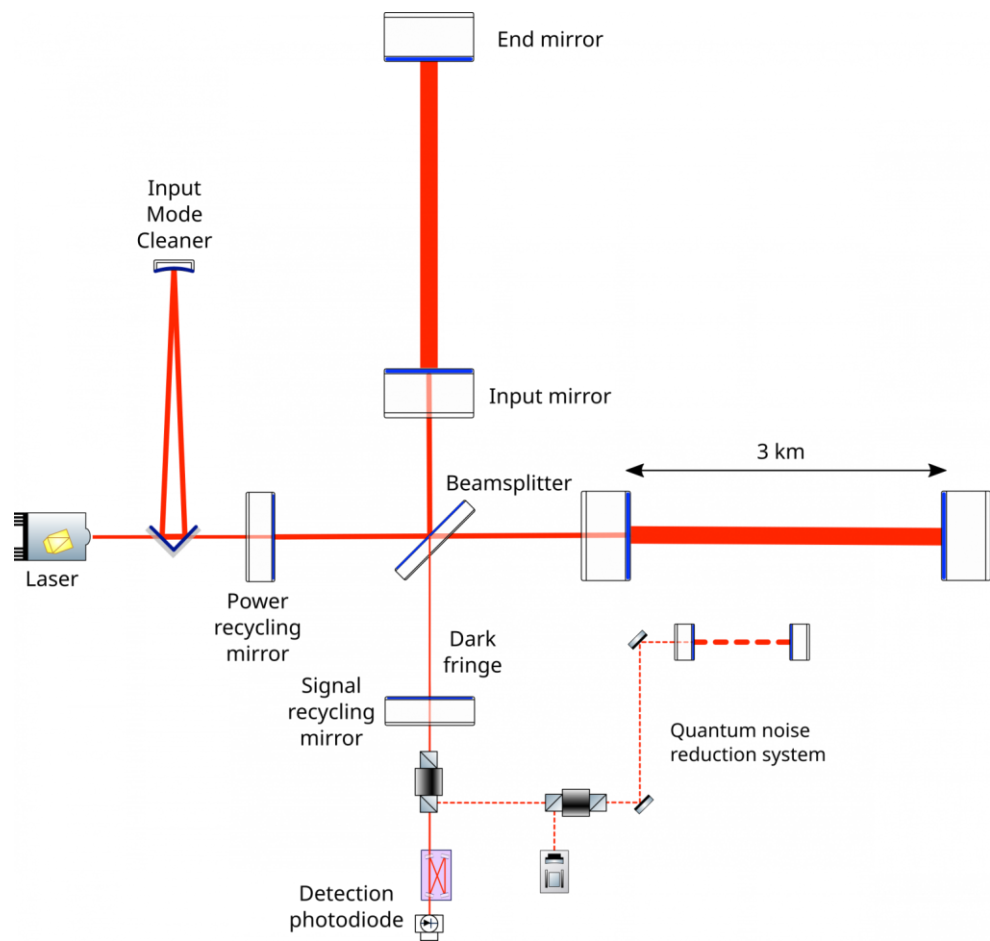 End mirror
Input
Mode
Cleaner
Input mirror
3 km
Beamsplitter
Laser
Power
recycling
mirror
Dark
fringe
Signal
recycling
mirror
Quantum noise
reduction system
Detection
photodiode